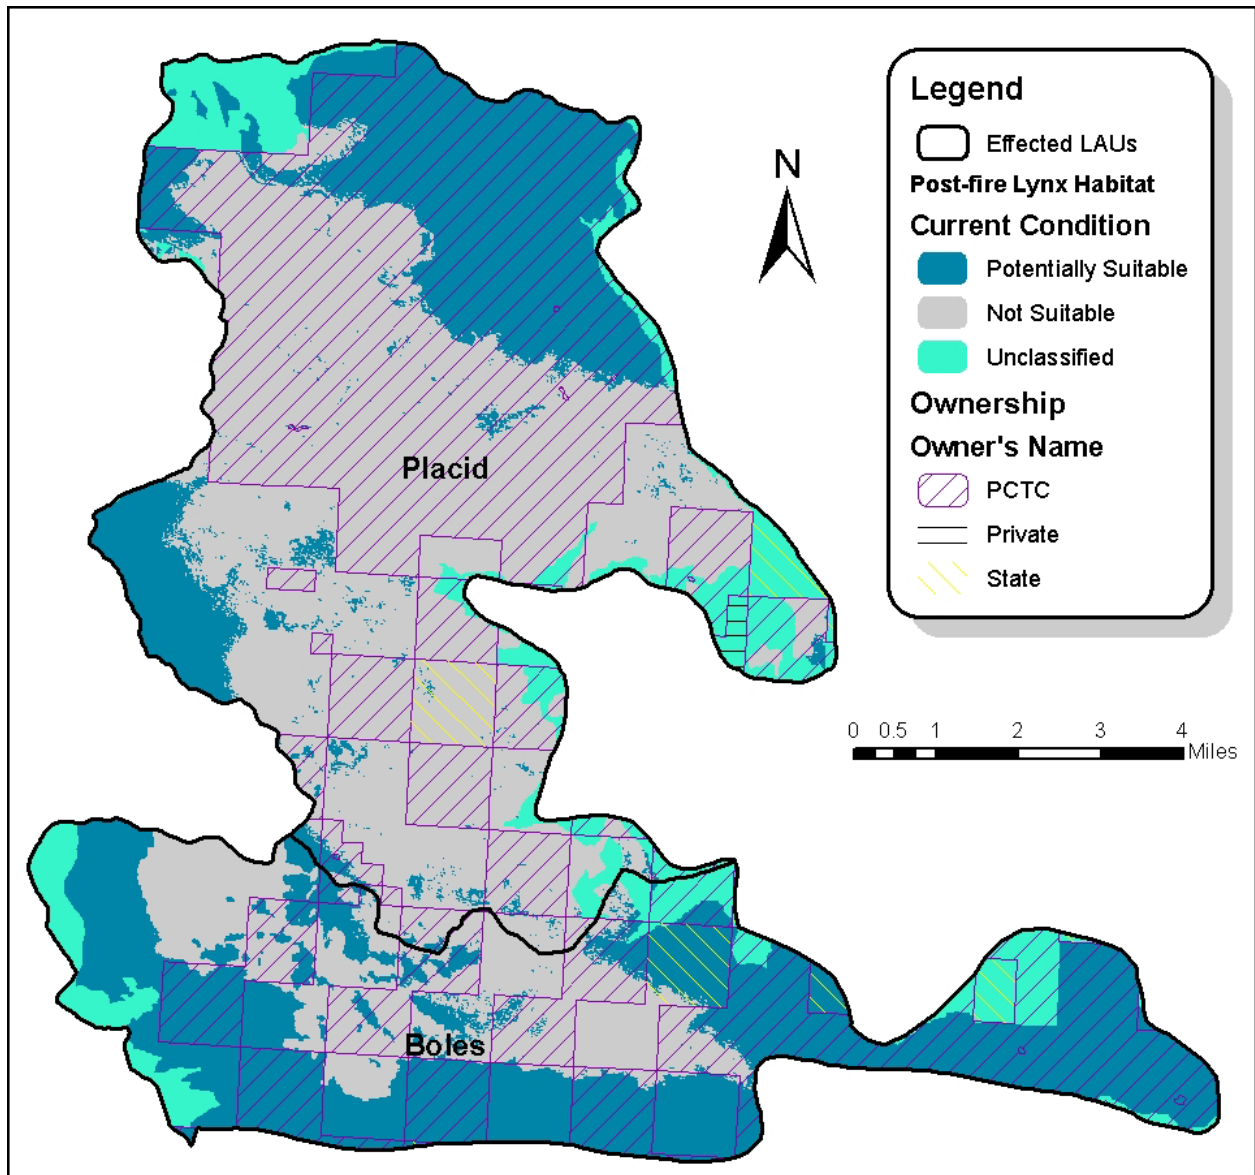 Legend
Effected LAUs
Post-fire Lynx Habitat
Current Condition
Potentially Suitable
Not Suitable
Unclassified
Ownership
Owner's Name
PCTC
Private
State
N
Placid
0 0.5 1 2 3 4
Miles
Boles